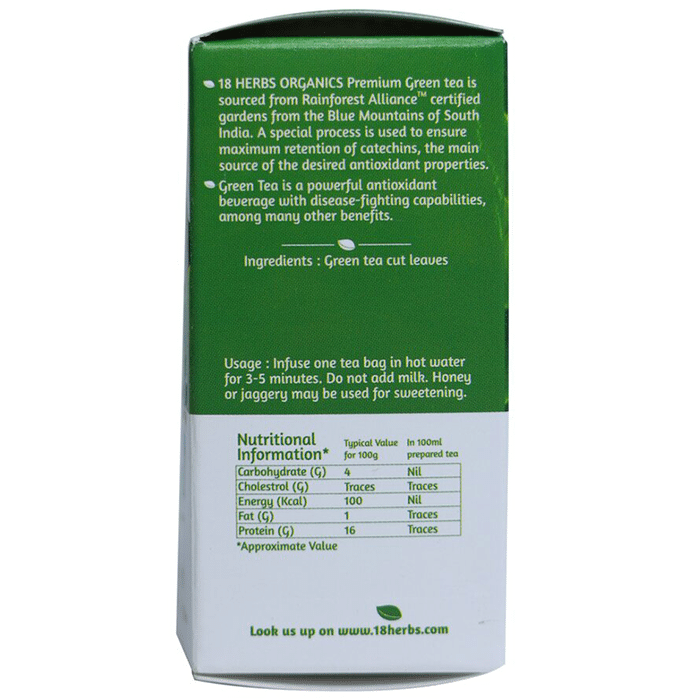 18 HERBS ORGANICS Premium Green tea is
sourced from Rainforest Alliance™ certified
gardens from the Blue Mountains of South
India. A special process is used to ensure
maximum retention of catechins, the main
source of the desired antioxidant properties.
Green Tea is a powerful antioxidant
beverage with disease-fighting capabilities,
among many other benefits.
Ingredients : Green tea cut leaves
Usage : Infuse one tea bag in hot water
for 3-5 minutes. Do not add milk. Honey
or jaggery may be used for sweetening.
Nutritional Information* Typical Value for 100g In 100ml prepared tea
Carbohydrate (G) 4 Nil
Cholestrol (G) Traces Traces
Energy (Kcal) 100 Nil
Fat (G) 1 Traces
Protein (G) 16 Traces
*Approximate Value
Look us up on www.18herbs.com